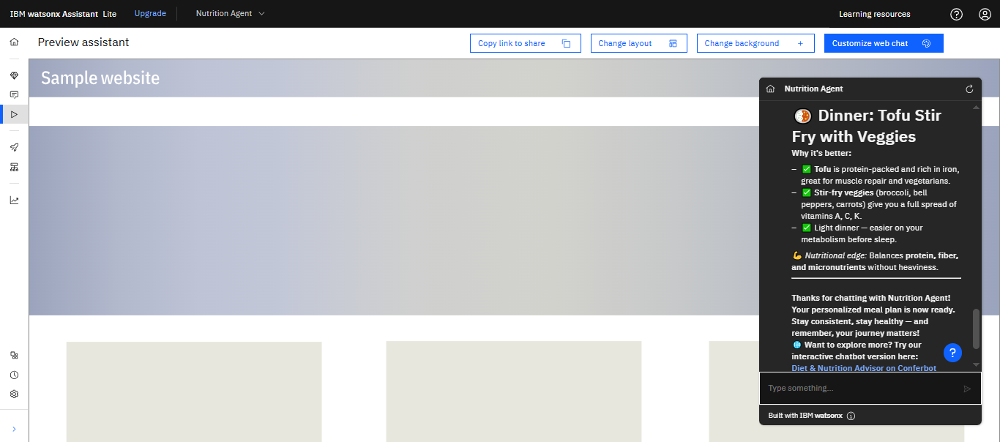 IBM watsonx Assistant Lite Upgrade Nutrition Agent Learning resources
Preview assistant Copy link to share Change layout Change background + Customize web chat
Sample website
Nutrition Agent
Dinner: Tofu Stir
Fry with Veggies
Why it's better:
– ✅ Tofu is protein-packed and rich in iron,
great for muscle repair and vegetarians.
– ✅ Stir-fry veggies (broccoli, bell
peppers, carrots) give you a full spread of
vitamins A, C, K.
– ✅ Light dinner — easier on your
metabolism before sleep.
💪 Nutritional edge: Balances protein, fiber,
and micronutrients without heaviness.
Thanks for chatting with Nutrition Agent!
Your personalized meal plan is now ready.
Stay consistent, stay healthy — and
remember, your journey matters!
🌐 Want to explore more? Try our
interactive chatbot version here:
Diet & Nutrition Advisor on Conferbot
?
Type something...
Built with IBM watsonx